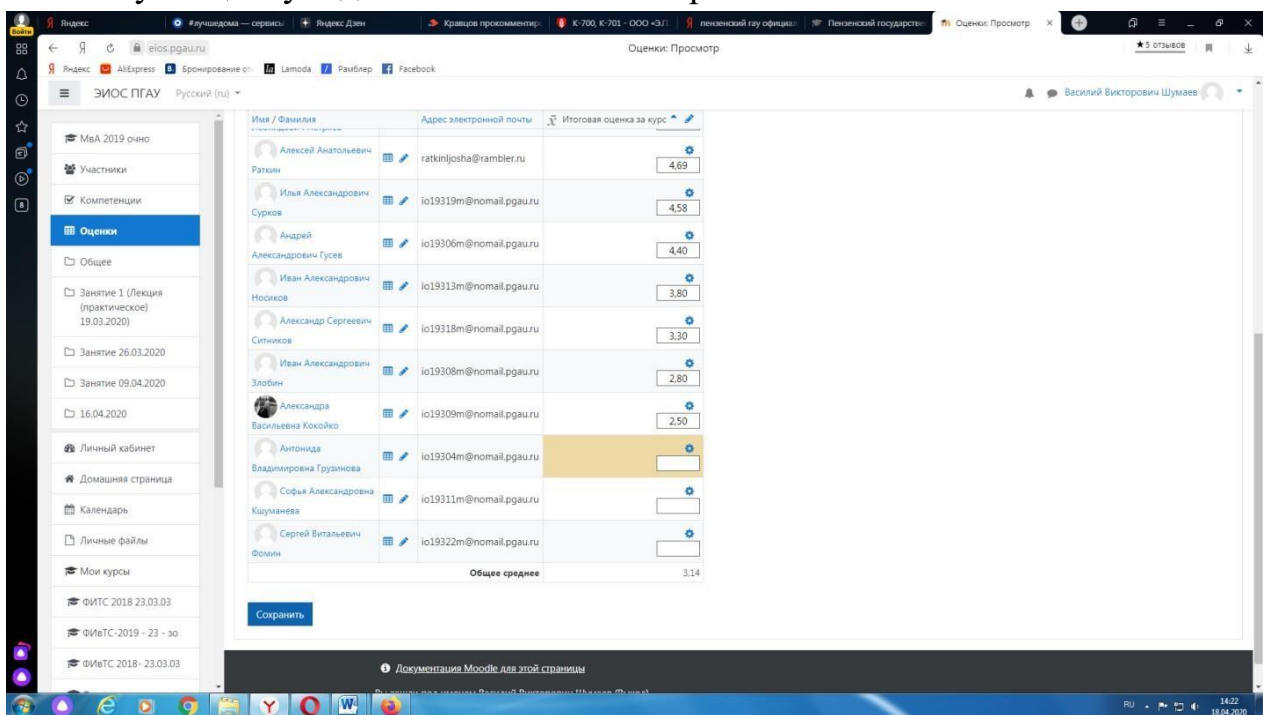 Войти
Яндекс
#лучшедома — сервисы
Яндекс Дзен
Кравцов прокомментиро
К-700, К-701 - ООО «Э.Л.
пензенский гау официал
Пензенский государстве
Оценки: Просмотр
eios.pgau.ru
Оценки: Просмотр
★5 отзывов
Яндекс AliExpress Бронирование от Lamoda Рамблер Facebook
ЭИОС ПГАУ Русский (ru)
Василий Викторович Шумаев
МвА 2019 очно
Участники
Компетенции
Оценки
Общее
Занятие 1 (Лекция
(практическое)
19.03.2020)
Занятие 26.03.2020
Занятие 09.04.2020
16.04.2020
Личный кабинет
Домашняя страница
Календарь
Личные файлы
Мои курсы
ФИТС 2018 23.03.03
ФИвТС-2019 - 23 - зо
ФИвТС 2018- 23.03.03
Имя / Фамилия Адрес электронной почты Итоговая оценка за курс
Алексей Анатольевич
Раткин ratkinljosha@rambler.ru 4,69
Илья Александрович
Сурков io19319m@nomail.pgau.ru 4,58
Андрей
Александрович Гусев io19306m@nomail.pgau.ru 4,40
Иван Александрович
Носиков io19313m@nomail.pgau.ru 3,80
Александр Сергеевич
Ситников io19318m@nomail.pgau.ru 3,30
Иван Александрович
Злобин io19308m@nomail.pgau.ru 2,80
Александра
Васильевна Кокойко io19309m@nomail.pgau.ru 2,50
Антонида
Владимировна Грузинова io19304m@nomail.pgau.ru
Софья Александровна
Кшуманева io19311m@nomail.pgau.ru
Сергей Витальевич
Фомин io19322m@nomail.pgau.ru
Общее среднее 3,14
Сохранить
Документация Moodle для этой страницы
RU
14:22
18.04.2020